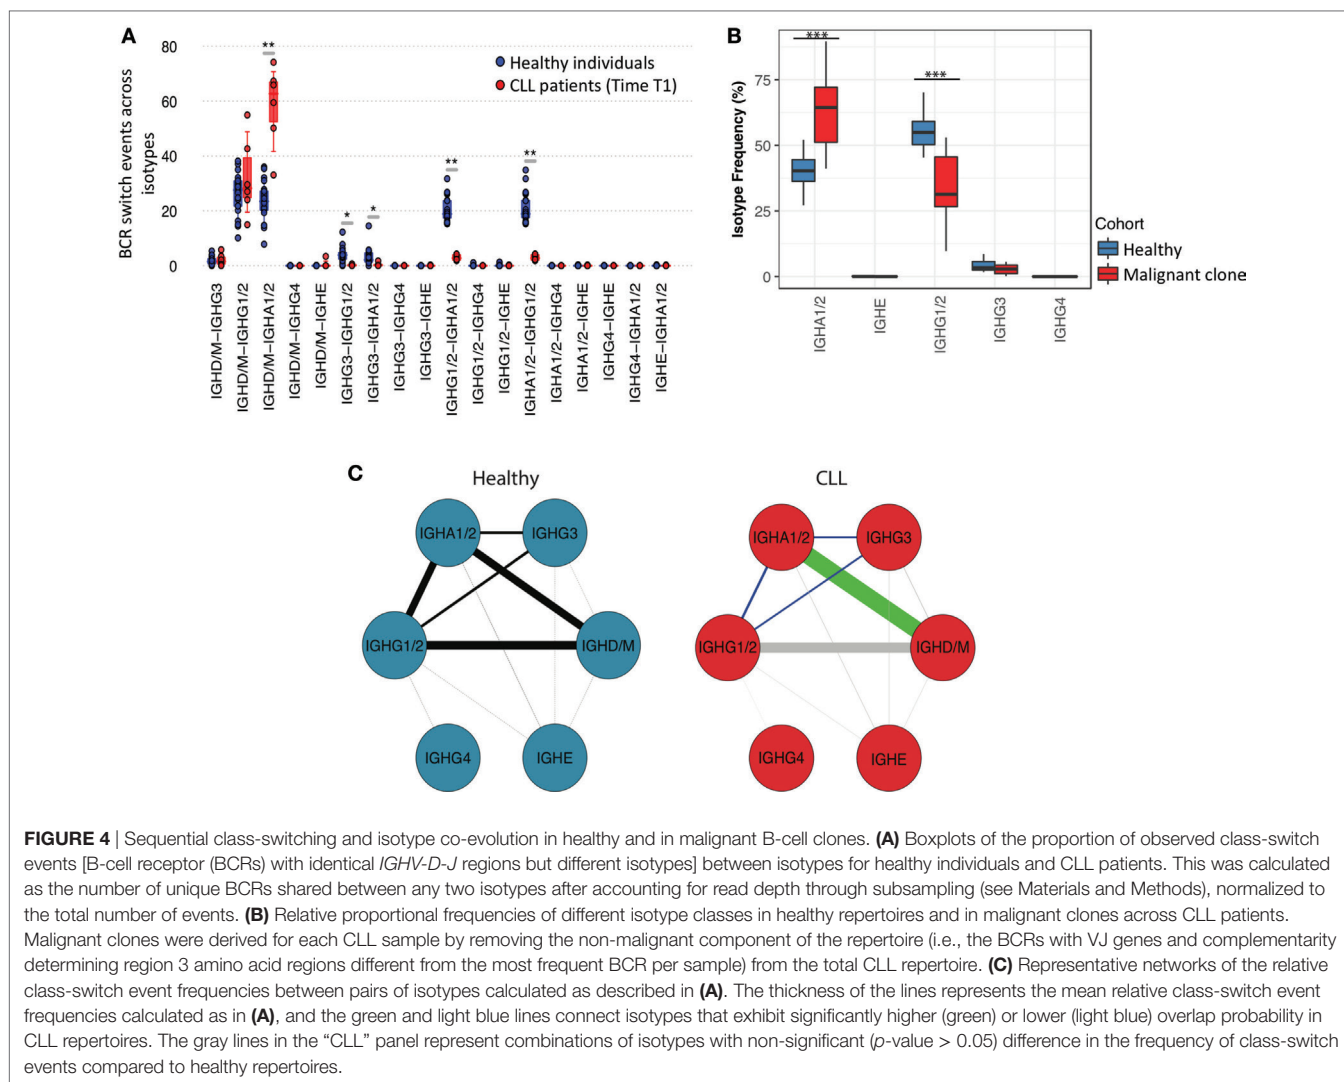 A
BCR switch events across
isotypes
80
60
40
20
0
**
*
*
**
**
Healthy individuals
CLL patients (Time T1)
IGHD/M–IGHG3
IGHD/M–IGHG1/2
IGHD/M–IGHA1/2
IGHD/M–IGHG4
IGHD/M–IGHE
IGHG3–IGHG1/2
IGHG3–IGHA1/2
IGHG3–IGHG4
IGHG3–IGHE
IGHG1/2–IGHA1/2
IGHG1/2–IGHG4
IGHG1/2–IGHE
IGHA1/2–IGHG1/2
IGHA1/2–IGHG4
IGHA1/2–IGHE
IGHG4–IGHE
IGHG4–IGHA1/2
IGHE–IGHA1/2
B
Isotype Frequency (%)
75
50
25
0
***
***
IGHA1/2
IGHE
IGHG1/2
IGHG3
IGHG4
Cohort
Healthy
Malignant clone
C
Healthy
IGHA1/2
IGHG3
IGHG1/2
IGHD/M
IGHG4
IGHE
CLL
IGHA1/2
IGHG3
IGHG1/2
IGHD/M
IGHG4
IGHE
FIGURE 4 | Sequential class-switching and isotype co-evolution in healthy and in malignant B-cell clones. (A) Boxplots of the proportion of observed class-switch
events [B-cell receptor (BCRs) with identical IGHV-D-J regions but different isotypes] between isotypes for healthy individuals and CLL patients. This was calculated
as the number of unique BCRs shared between any two isotypes after accounting for read depth through subsampling (see Materials and Methods), normalized to
the total number of events. (B) Relative proportional frequencies of different isotype classes in healthy repertoires and in malignant clones across CLL patients.
Malignant clones were derived for each CLL sample by removing the non-malignant component of the repertoire (i.e., the BCRs with VJ genes and complementarity
determining region 3 amino acid regions different from the most frequent BCR per sample) from the total CLL repertoire. (C) Representative networks of the relative
class-switch event frequencies between pairs of isotypes calculated as described in (A). The thickness of the lines represents the mean relative class-switch event
frequencies calculated as in (A), and the green and light blue lines connect isotypes that exhibit significantly higher (green) or lower (light blue) overlap probability in
CLL repertoires. The gray lines in the “CLL” panel represent combinations of isotypes with non-significant (p-value > 0.05) difference in the frequency of class-switch
events compared to healthy repertoires.